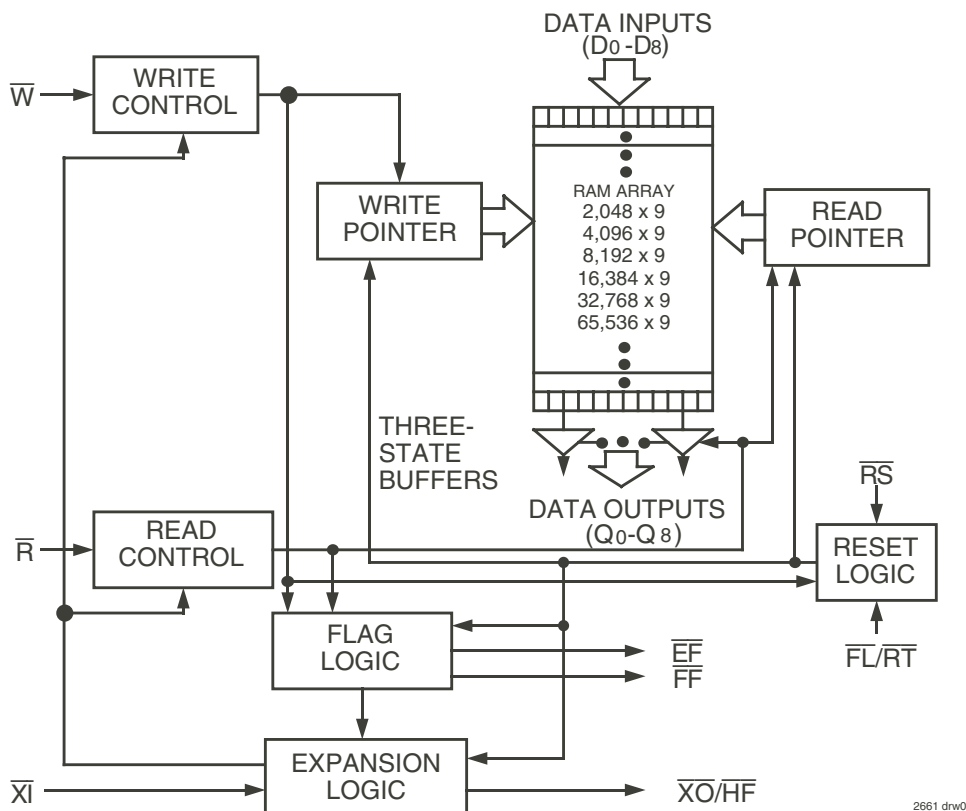 DATA INPUTS
(D0 -D8)
W
WRITE
CONTROL
WRITE
POINTER
RAM ARRAY
2,048 x 9
4,096 x 9
8,192 x 9
16,384 x 9
32,768 x 9
65,536 x 9
READ
POINTER
THREE-
STATE
BUFFERS
DATA OUTPUTS
(Q0-Q8)
RS
R
READ
CONTROL
RESET
LOGIC
FLAG
LOGIC
EF
FF
FL/RT
XI
EXPANSION
LOGIC
XO/HF
2661 drw0